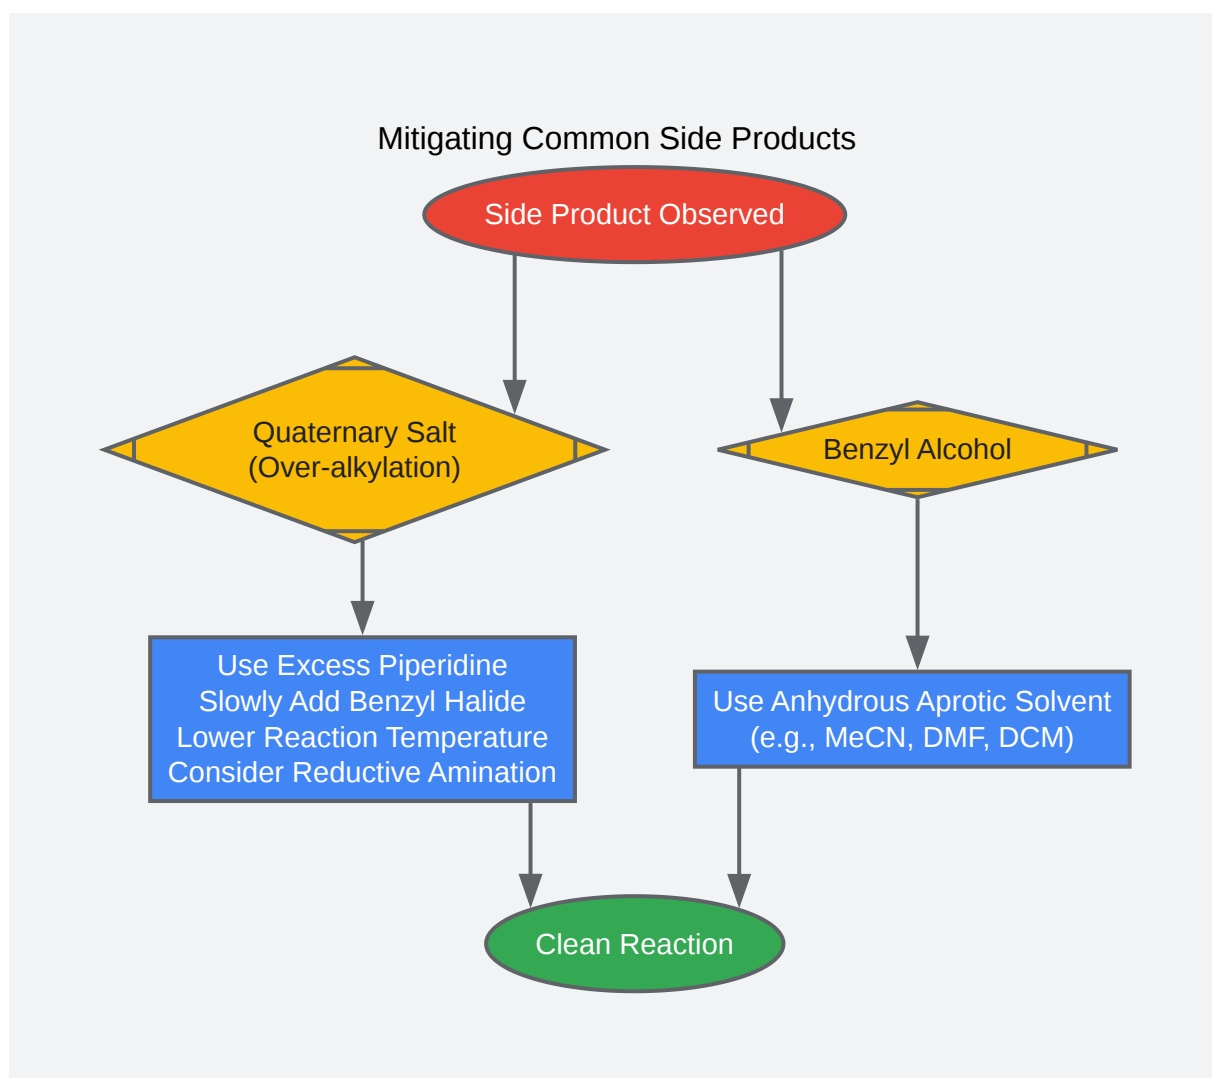 Mitigating Common Side Products
Side Product Observed
Quaternary Salt
(Over-alkylation)
Benzyl Alcohol
Use Excess Piperidine
Slowly Add Benzyl Halide
Lower Reaction Temperature
Consider Reductive Amination
Use Anhydrous Aprotic Solvent
(e.g., MeCN, DMF, DCM)
Clean Reaction